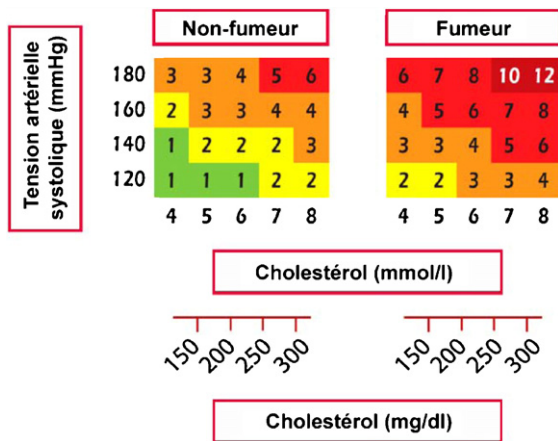 Non-fumeur Fumeur
Tension artérielle
systolique (mmHg)
180 3 3 4 5 6 6 7 8 10 12
160 2 3 3 4 4 4 5 6 7 8
140 1 2 2 2 3 3 3 4 5 6
120 1 1 1 2 2 2 2 3 3 4
4 5 6 7 8 4 5 6 7 8
Cholestérol (mmol/l)
150 200 250 300 150 200 250 300
Cholestérol (mg/dl)